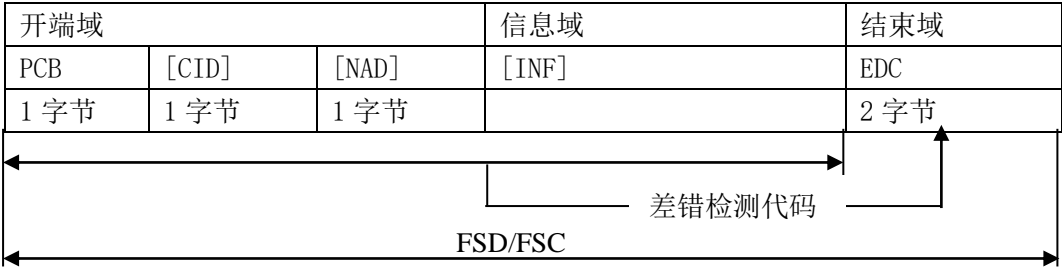 开端域 信息域 结束域
PCB [CID] [NAD] [INF] EDC
1字节 1字节 1字节 2字节
差错检测代码
FSD/FSC